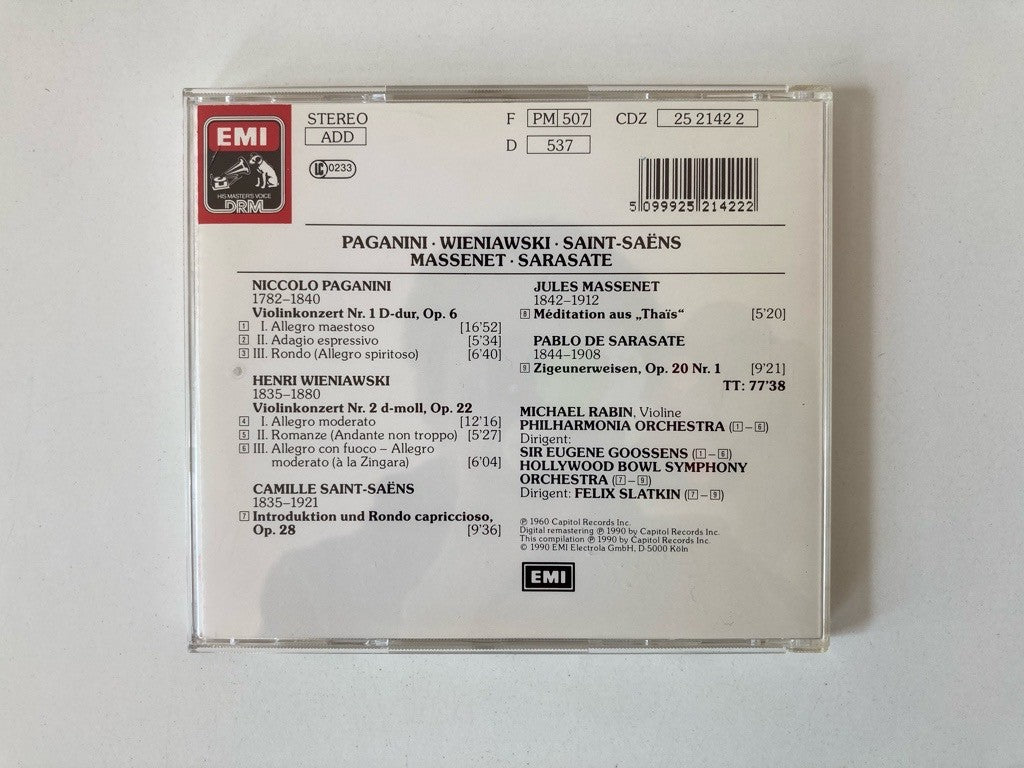 EMI
HIS MASTER'S VOICE
DRM
STEREO
ADD
LC 0233
F PM 507 CDZ 25 2142 2
D 537
5 099925 214222
PAGANINI · WIENIAWSKI · SAINT-SAËNS
MASSENET · SARASATE
NICCOLO PAGANINI
1782–1840
Violinkonzert Nr. 1 D-dur, Op. 6
1 I. Allegro maestoso [16'52]
2 II. Adagio espressivo [5'34]
3 III. Rondo (Allegro spiritoso) [6'40]
HENRI WIENIAWSKI
1835–1880
Violinkonzert Nr. 2 d-moll, Op. 22
4 I. Allegro moderato [12'16]
5 II. Romanze (Andante non troppo) [5'27]
6 III. Allegro con fuoco – Allegro
moderato (à la Zingara) [6'04]
CAMILLE SAINT-SAËNS
1835–1921
7 Introduktion und Rondo capriccioso,
Op. 28 [9'36]
JULES MASSENET
1842–1912
8 Méditation aus „Thaïs“ [5'20]
PABLO DE SARASATE
1844–1908
9 Zigeunerweisen, Op. 20 Nr. 1 [9'21]
TT: 77'38
MICHAEL RABIN, Violine
PHILHARMONIA ORCHESTRA (1–6)
Dirigent:
SIR EUGENE GOOSSENS (1–6)
HOLLYWOOD BOWL SYMPHONY
ORCHESTRA (7–9)
Dirigent: FELIX SLATKIN (7–9)
℗ 1960 Capitol Records Inc.
Digital remastering ℗ 1990 by Capitol Records Inc.
This compilation ℗ 1990 by Capitol Records Inc.
© 1990 EMI Electrola GmbH, D-5000 Köln
EMI